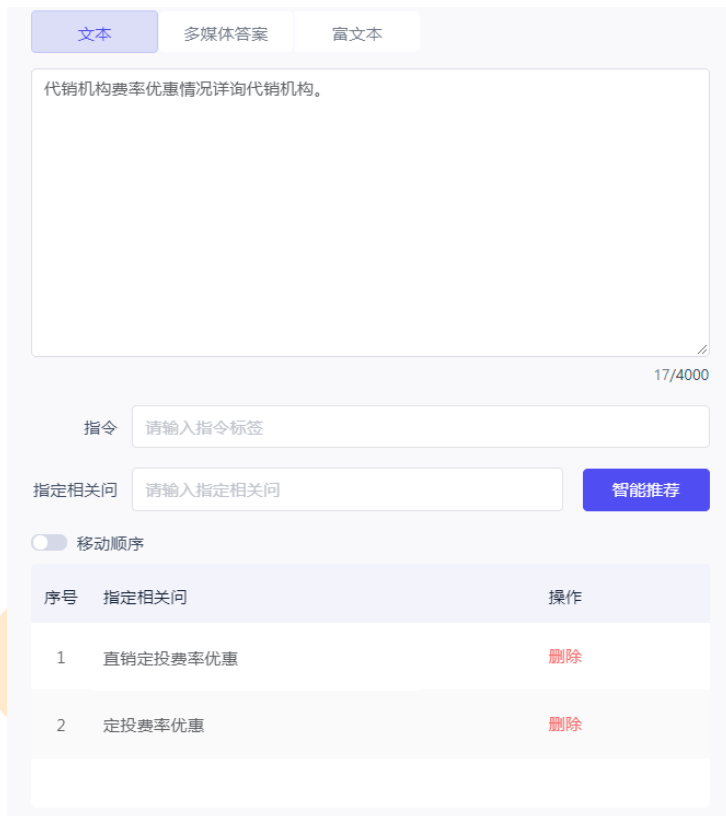 文本 多媒体答案 富文本
代销机构费率优惠情况详询代销机构。
17/4000
指令 请输入指令标签
指定相关问 请输入指定相关问 智能推荐
移动顺序
序号 指定相关问 操作
1 直销定投费率优惠 删除
2 定投费率优惠 删除